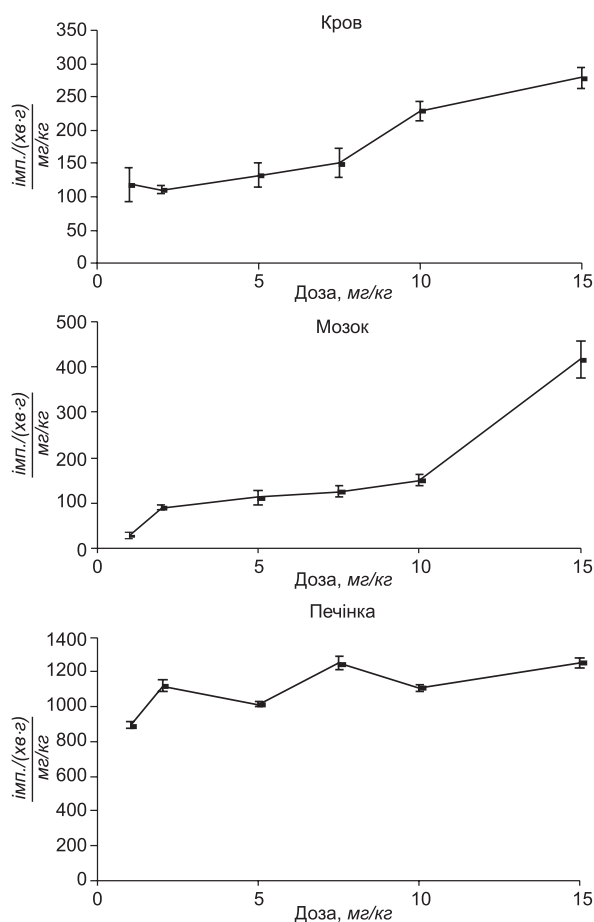 Кров
350
300
250
200
150
100
50
0
імп./(хв·г)
мг/кг
0 5 10 15
Доза, мг/кг
Мозок
500
400
300
200
100
0
імп./(хв·г)
мг/кг
0 5 10 15
Доза, мг/кг
Печінка
1400
1200
1000
800
600
400
200
0
імп./(хв·г)
мг/кг
0 5 10 15
Доза, мг/кг